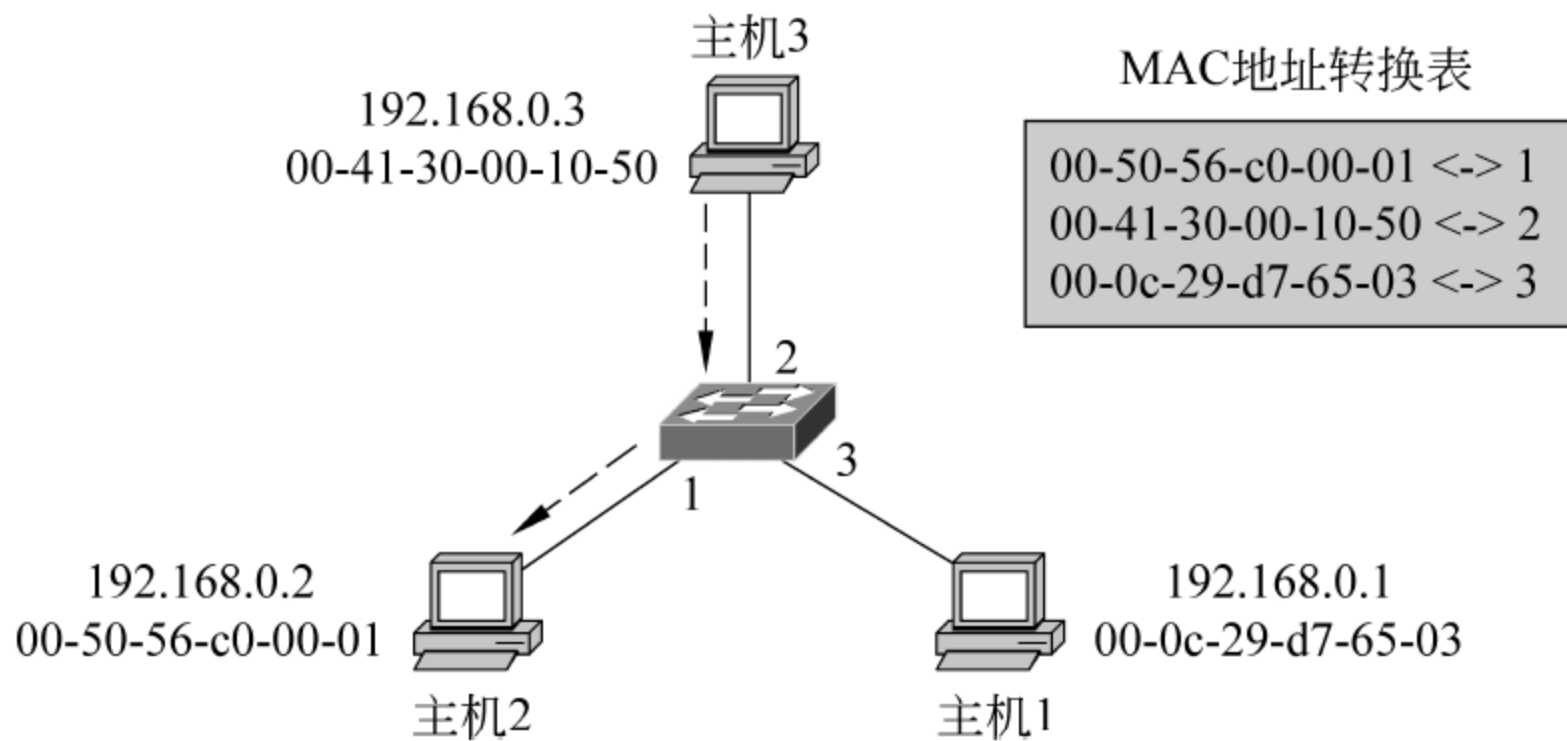 主机3
192.168.0.3
00-41-30-00-10-50
MAC地址转换表
00-50-56-c0-00-01 <-> 1
00-41-30-00-10-50 <-> 2
00-0c-29-d7-65-03 <-> 3
2
1
3
192.168.0.2
00-50-56-c0-00-01
主机2
192.168.0.1
00-0c-29-d7-65-03
主机1